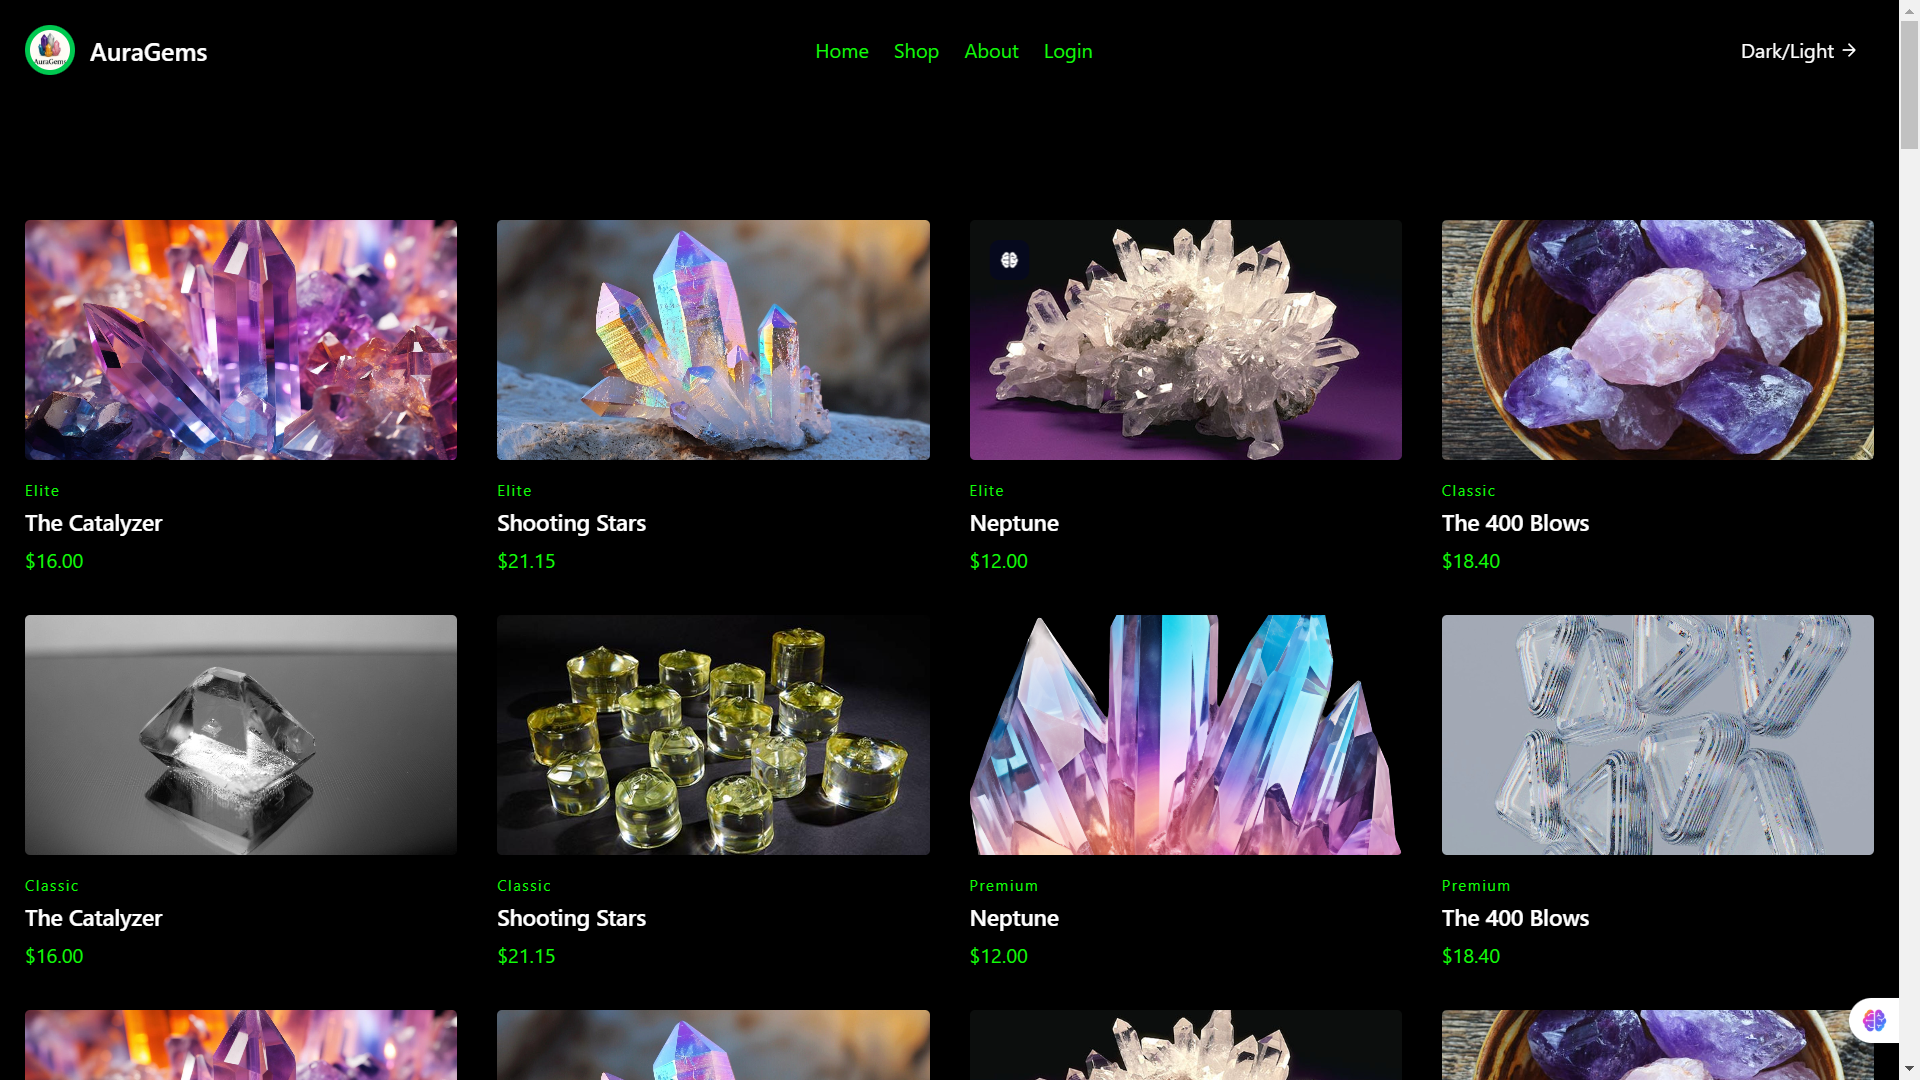 AuraGems
AuraGems
Home
Shop
About
Login
Dark/Light →
Elite
The Catalyzer
$16.00
Elite
Shooting Stars
$21.15
Elite
Neptune
$12.00
Classic
The 400 Blows
$18.40
Classic
The Catalyzer
$16.00
Classic
Shooting Stars
$21.15
Premium
Neptune
$12.00
Premium
The 400 Blows
$18.40